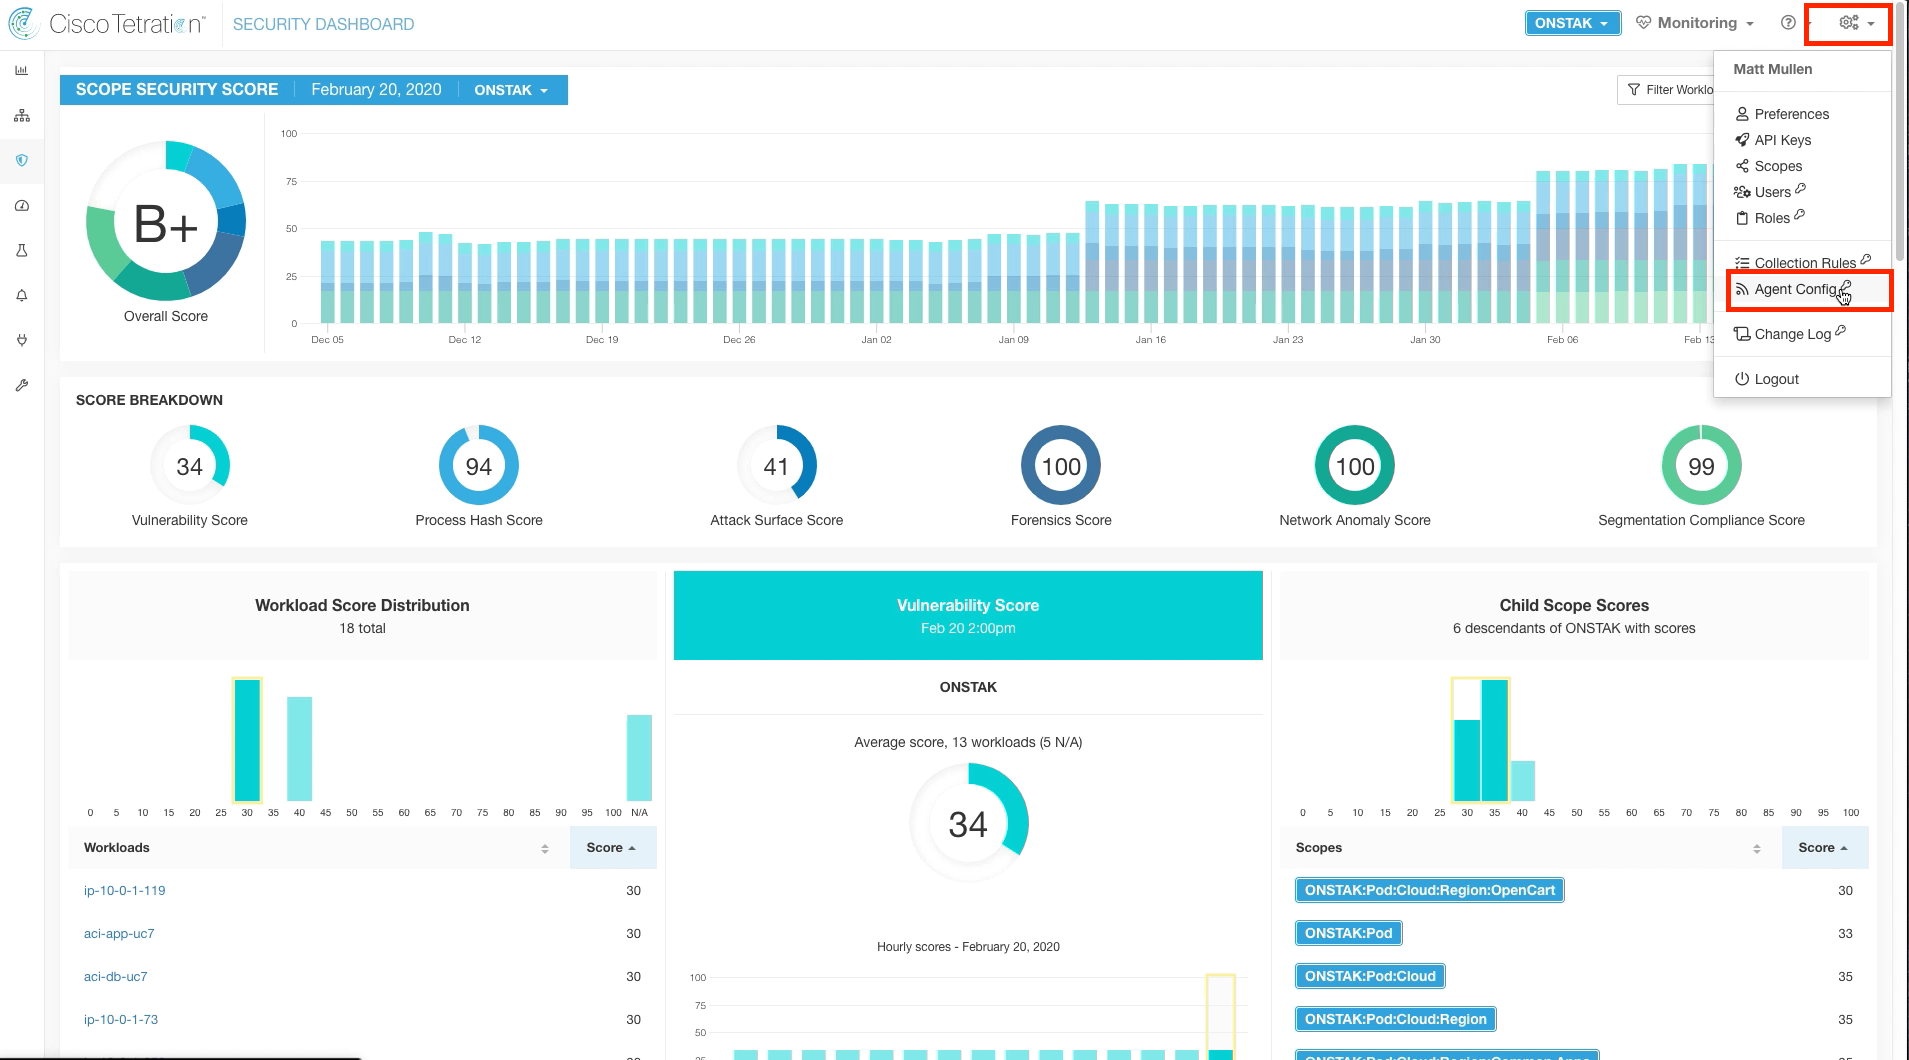 Cisco Tetration™
SECURITY DASHBOARD
ONSTAK
Monitoring
Matt Mullen
Preferences
API Keys
Scopes
Users
Roles
Collection Rules
Agent Config
Change Log
Logout
SCOPE SECURITY SCORE
February 20, 2020
ONSTAK
Filter Worklo
B+
Overall Score
100
75
50
25
0
Dec 05 Dec 12 Dec 19 Dec 26 Jan 02 Jan 09 Jan 16 Jan 23 Jan 30 Feb 06 Feb 13
SCORE BREAKDOWN
34 94 41 100 100 99
Vulnerability Score Process Hash Score Attack Surface Score Forensics Score Network Anomaly Score Segmentation Compliance Score
Workload Score Distribution
18 total
0 5 10 15 20 25 30 35 40 45 50 55 60 65 70 75 80 85 90 95 100 N/A
Workloads Score
ip-10-0-1-119 30
aci-app-uc7 30
aci-db-uc7 30
ip-10-0-1-73 30
Vulnerability Score
Feb 20 2:00pm
ONSTAK
Average score, 13 workloads (5 N/A)
34
Hourly scores - February 20, 2020
100
75
50
Child Scope Scores
6 descendants of ONSTAK with scores
0 5 10 15 20 25 30 35 40 45 50 55 60 65 70 75 80 85 90 95 100
Scopes Score
ONSTAK:Pod:Cloud:Region:OpenCart 30
ONSTAK:Pod 33
ONSTAK:Pod:Cloud 35
ONSTAK:Pod:Cloud:Region 35